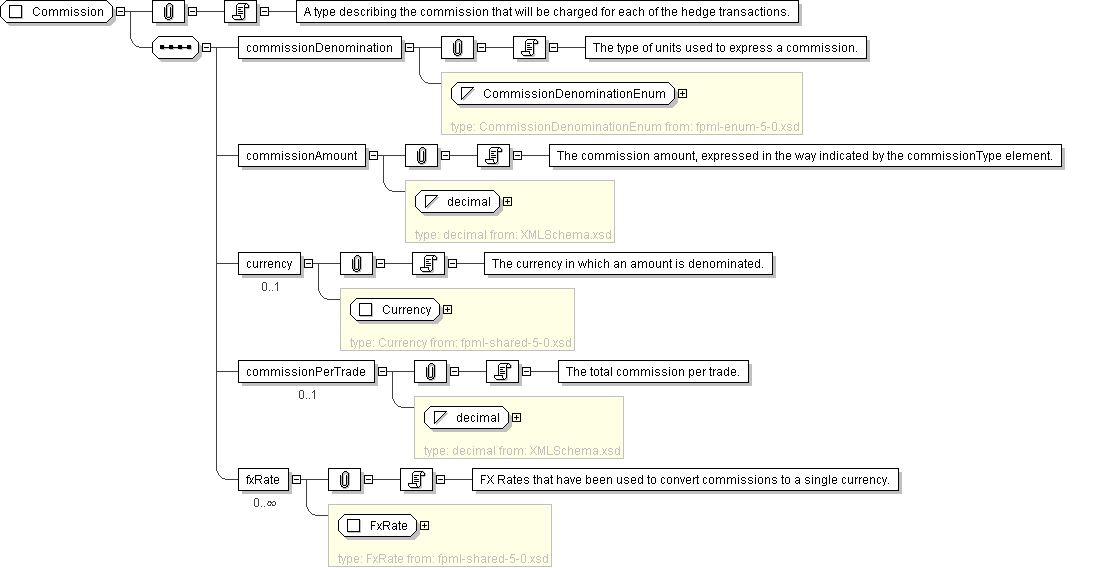 Commission
A type describing the commission that will be charged for each of the hedge transactions.
commissionDenomination
The type of units used to express a commission.
CommissionDenominationEnum
type: CommissionDenominationEnum from: fpml-enum-5-0.xsd
commissionAmount
The commission amount, expressed in the way indicated by the commissionType element.
decimal
type: decimal from: XMLSchema.xsd
currency
The currency in which an amount is denominated.
0..1
Currency
type: Currency from: fpml-shared-5-0.xsd
commissionPerTrade
The total commission per trade.
0..1
decimal
type: decimal from: XMLSchema.xsd
fxRate
FX Rates that have been used to convert commissions to a single currency.
0..∞
FxRate
type: FxRate from: fpml-shared-5-0.xsd